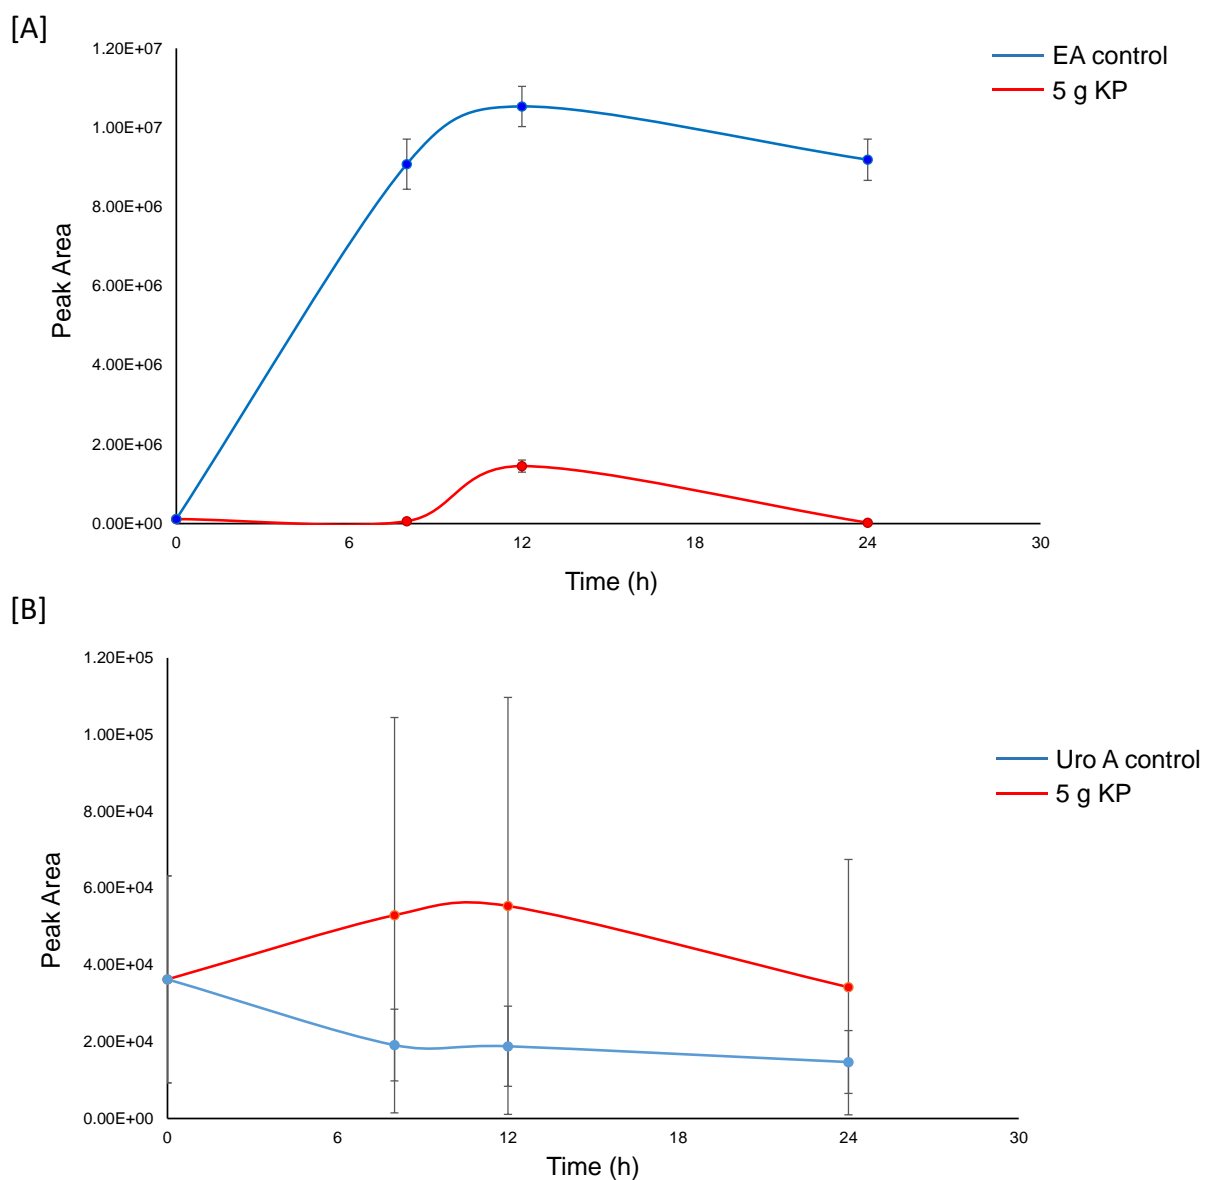 [A]
1.20E+07
1.00E+07
8.00E+06
6.00E+06
4.00E+06
2.00E+06
0.00E+00
Peak Area
0 6 12 18 24 30
Time (h)
EA control
5 g KP
[B]
1.20E+05
1.00E+05
8.00E+04
6.00E+04
4.00E+04
2.00E+04
0.00E+00
Peak Area
0 6 12 18 24 30
Time (h)
Uro A control
5 g KP